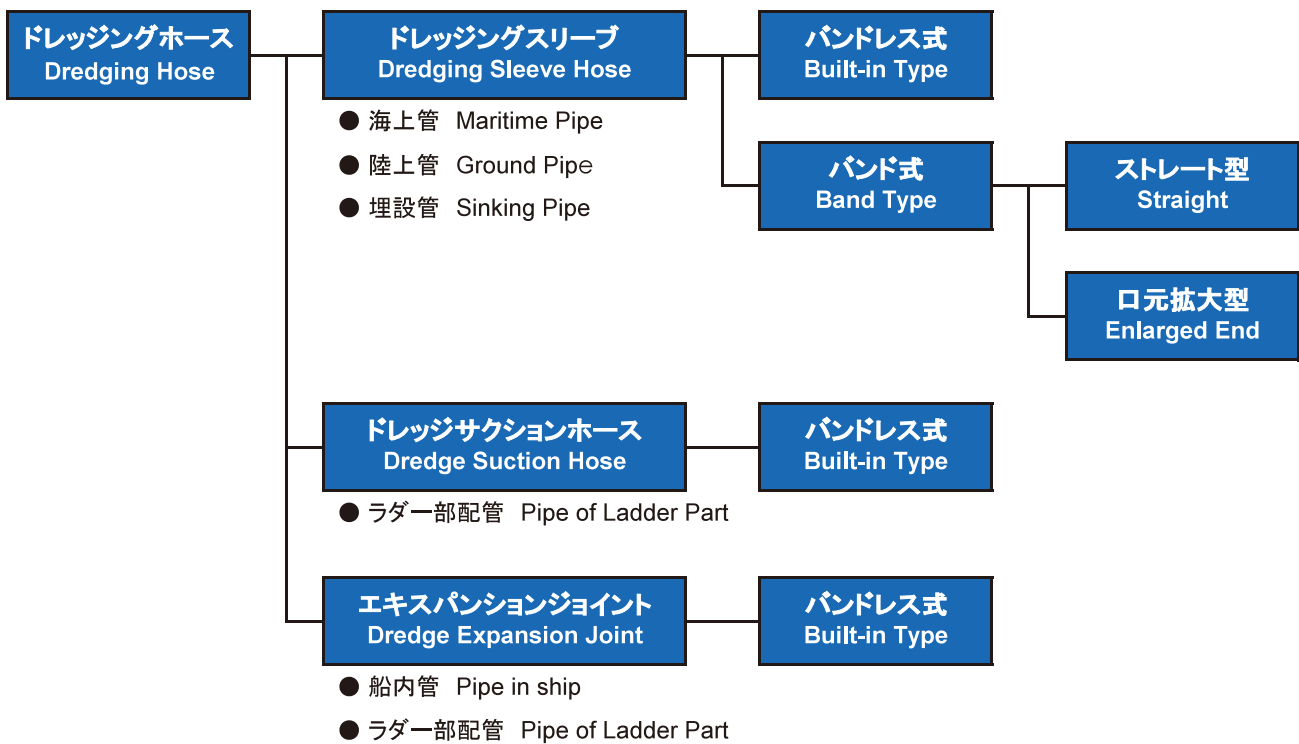 ドレッジングホース
Dredging Hose
ドレッジングスリーブ
Dredging Sleeve Hose
● 海上管 Maritime Pipe
● 陸上管 Ground Pipe
● 埋設管 Sinking Pipe
バンドレス式
Built-in Type
バンド式
Band Type
ストレート型
Straight
口元拡大型
Enlarged End
ドレッジサクションホース
Dredge Suction Hose
● ラダー部配管 Pipe of Ladder Part
バンドレス式
Built-in Type
エキスパンションジョイント
Dredge Expansion Joint
● 船内管 Pipe in ship
● ラダー部配管 Pipe of Ladder Part
バンドレス式
Built-in Type